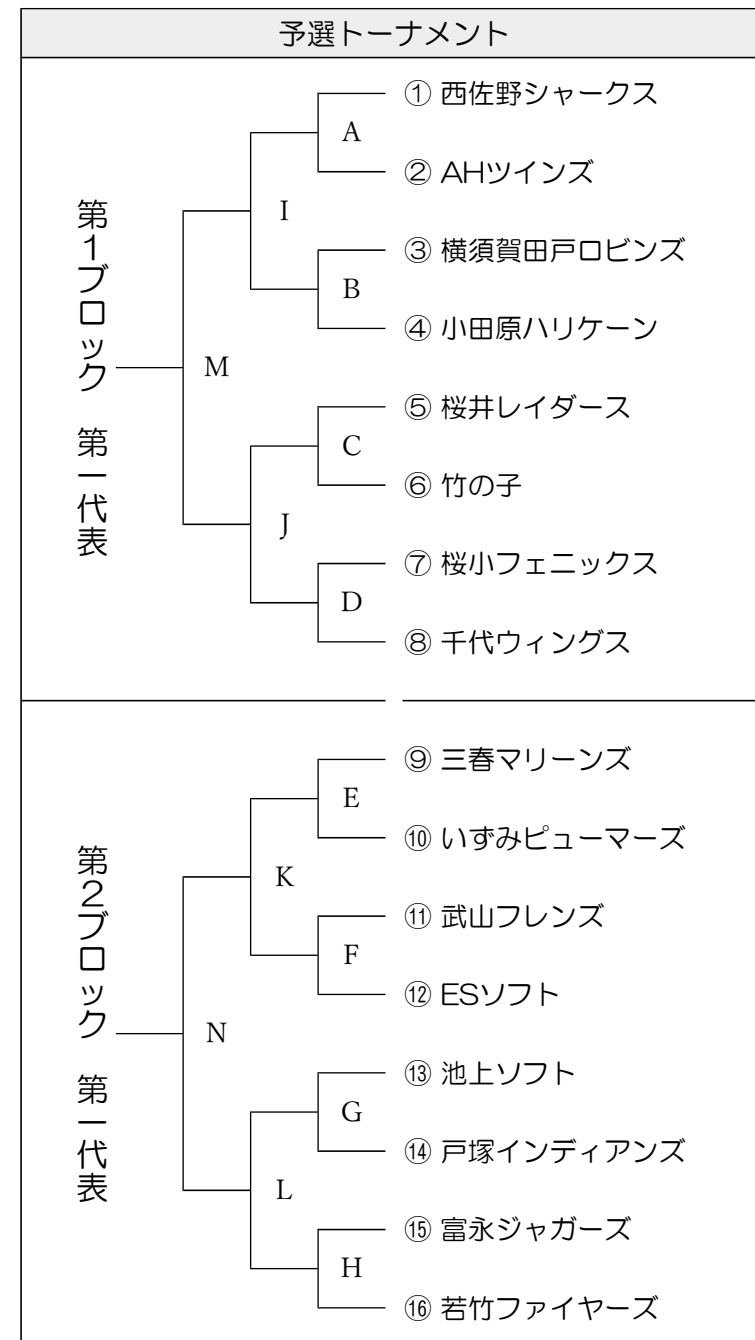 予選トーナメント
第1ブロック 第一代表
① 西佐野シャークス
A
② AHツインズ
I
③ 横須賀田戸ロビンズ
B
④ 小田原ハリケーン
M
⑤ 桜井レイダース
C
⑥ 竹の子
J
⑦ 桜小フェニックス
D
⑧ 千代ウィングス
第2ブロック 第一代表
⑨ 三春マリーンズ
E
⑩ いずみピューマーズ
K
⑪ 武山フレンズ
F
⑫ ESソフト
N
⑬ 池上ソフト
G
⑭ 戸塚インディアンズ
L
⑮ 富永ジャガーズ
H
⑯ 若竹ファイヤーズ